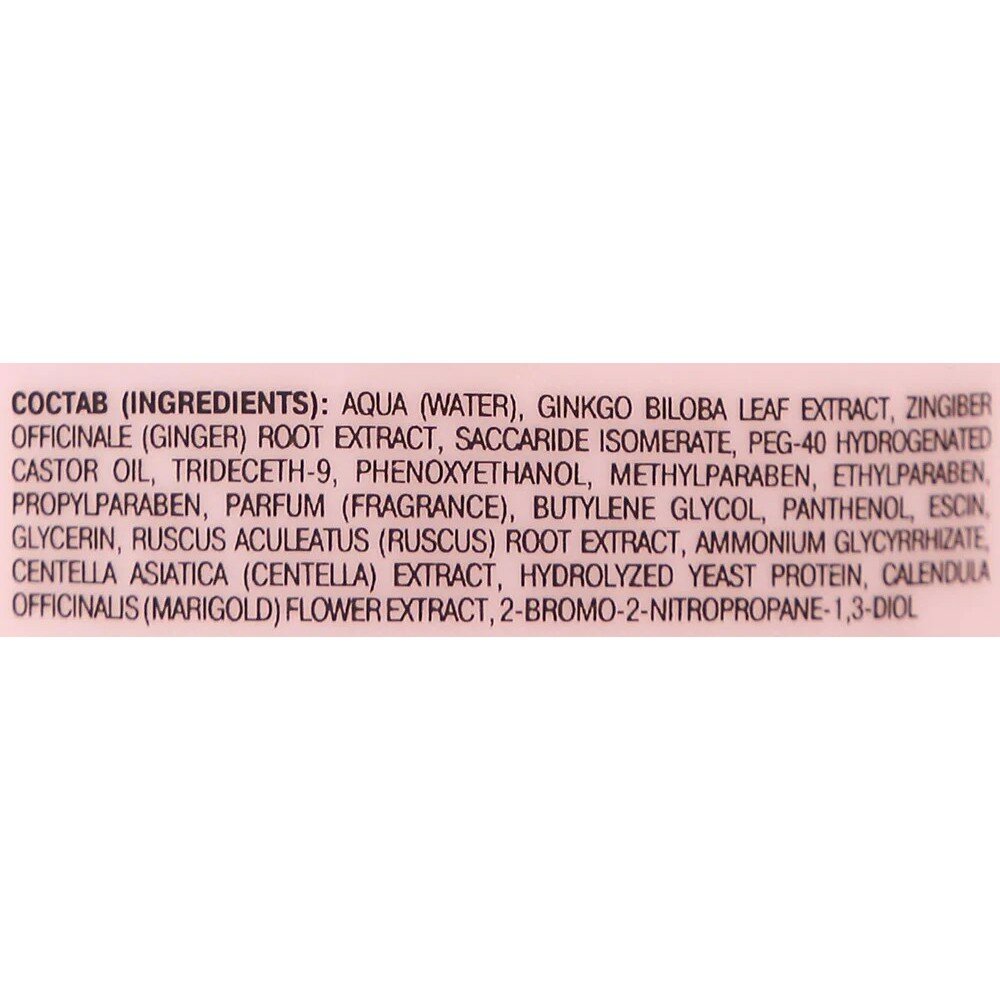 СОСТАВ (INGREDIENTS): AQUA (WATER), GINKGO BILOBA LEAF EXTRACT, ZINGIBER
OFFICINALE (GINGER) ROOT EXTRACT, SACCARIDE ISOMERATE, PEG-40 HYDROGENATED
CASTOR OIL, TRIDECETH-9, PHENOXYETHANOL, METHYLPARABEN, ETHYLPARABEN,
PROPYLPARABEN, PARFUM (FRAGRANCE), BUTYLENE GLYCOL, PANTHENOL, ESCIN,
GLYCERIN, RUSCUS ACULEATUS (RUSCUS) ROOT EXTRACT, AMMONIUM GLYCYRRHIZATE,
CENTELLA ASIATICA (CENTELLA) EXTRACT, HYDROLYZED YEAST PROTEIN, CALENDULA
OFFICINALIS (MARIGOLD) FLOWER EXTRACT, 2-BROMO-2-NITROPROPANE-1,3-DIOL